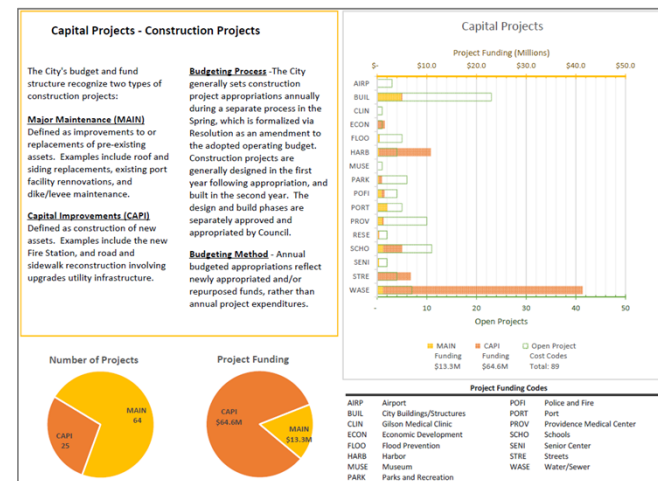 Capital Projects - Construction Projects
The City's budget and fund
structure recognize two types of
construction projects:
Major Maintenance (MAIN)
Defined as improvements to or
replacements of pre-existing
assets. Examples include roof and
siding replacements, existing port
facility rennovations, and
dike/levee maintenance.
Capital Improvements (CAPI)
Defined as construction of new
assets. Examples include the new
Fire Station, and road and
sidewalk reconstruction involving
upgrades utility infrastructure.
Budgeting Process -The City
generally sets construction
project appropriations annually
during a separate process in the
Spring, which is formalized via
Resolution as an amendment to
the adopted operating budget.
Construction projects are
generally designed in the first
year following appropriation, and
built in the second year. The
design and build phases are
separately approved and
appropriated by Council.
Budgeting Method - Annual
budgeted appropriations reflect
newly appropriated and/or
repurposed funds, rather than
annual project expenditures.
Capital Projects
Project Funding (Millions)
$- $10.0 $20.0 $30.0 $40.0 $50.0
AIRP
BUIL
CLIN
ECON
FLOO
HARB
MUSE
PARK
POFI
PORT
PROV
RESE
SCHO
SENI
STRE
WASE
- 10 20 30 40 50
Open Projects
MAIN Funding $13.3M
CAPI Funding $64.6M
Open Project Cost Codes Total: 89
Number of Projects
MAIN
64
CAPI
25
Project Funding
CAPI
$64.6M
MAIN
$13.3M
Project Funding Codes
AIRP Airport POFI Police and Fire
BUIL City Buildings/Structures PORT Port
CLIN Gilson Medical Clinic PROV Providence Medical Center
ECON Economic Development SCHO Schools
FLOO Flood Prevention SENI Senior Center
HARB Harbor STRE Streets
MUSE Museum WASE Water/Sewer
PARK Parks and Recreation